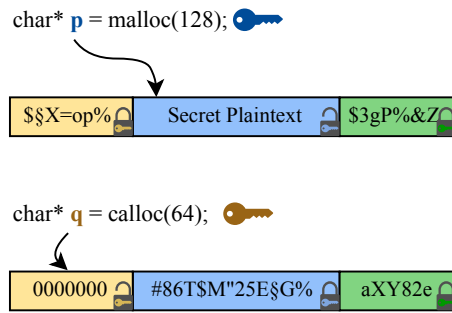 char* p = malloc(128);
$§X=op% Secret Plaintext $3gP%&Z
char* q = calloc(64);
0000000 #86T$M"25E§G% aXY82e